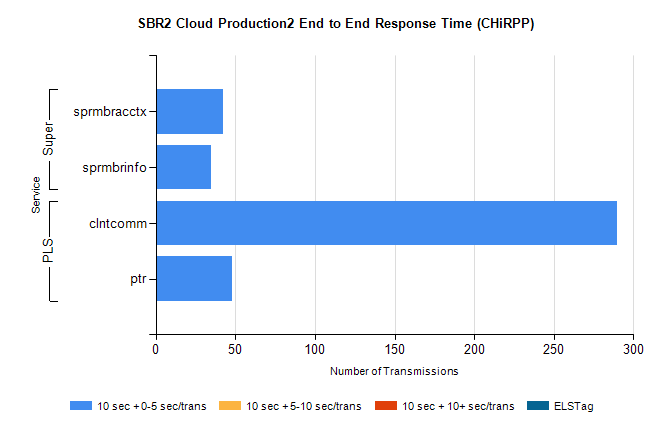 SBR2 Cloud Production2 End to End Response Time (CHiRPP)
Service
Super
sprmbracctx
sprmbrinfo
PLS
clntcomm
ptr
0 50 100 150 200 250 300
Number of Transmissions
10 sec +0-5 sec/trans 10 sec +5-10 sec/trans 10 sec + 10+ sec/trans ELSTag